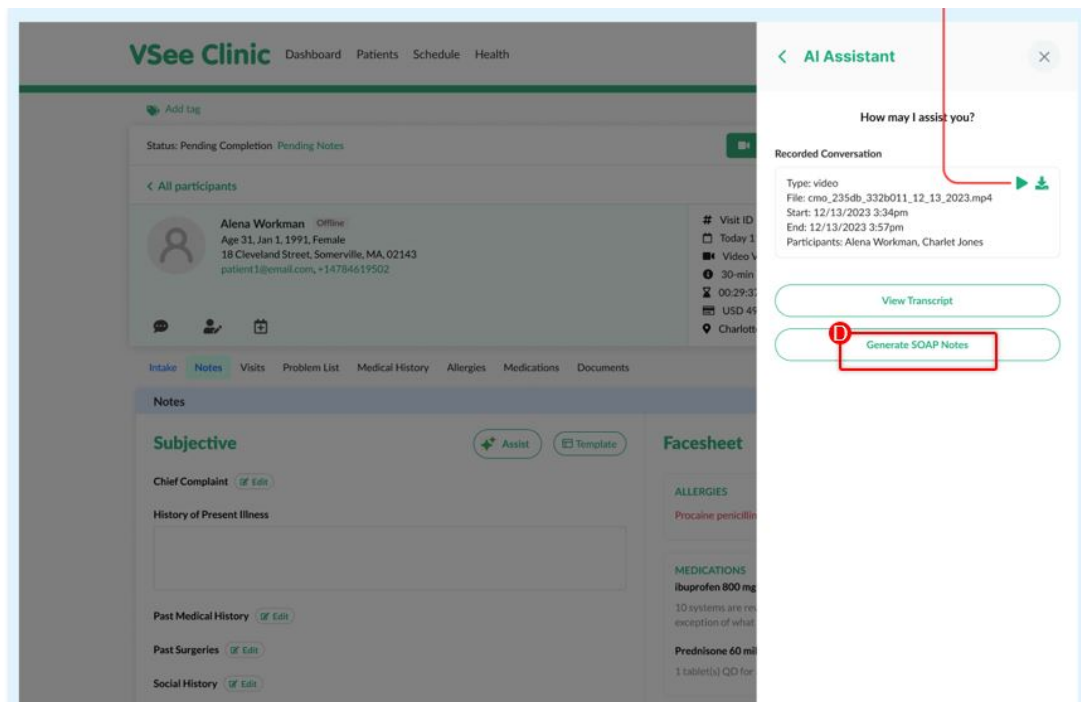 VSee Clinic Dashboard Patients Schedule Health
Add tag
Status: Pending Completion Pending Notes
< All participants
Alena Workman Offline
Age 31, Jan 1, 1991, Female
18 Cleveland Street, Somerville, MA, 02143
patient1@email.com, +14784619502
# Visit ID
Today 1
Video V
30-min
00:29:37
USD 49
Charlott
Intake Notes Visits Problem List Medical History Allergies Medications Documents
Notes
Subjective
Assist
Template
Chief Complaint Edit
History of Present Illness
Past Medical History Edit
Past Surgeries Edit
Social History Edit
Facesheet
ALLERGIES
Procaine penicillin
MEDICATIONS
ibuprofen 800 mg
10 systems are rev
exception of what
Prednisone 60 mil
1 tablet(s) QD for
< AI Assistant
How may I assist you?
Recorded Conversation
Type: video
File: cmo_235db_332b011_12_13_2023.mp4
Start: 12/13/2023 3:34pm
End: 12/13/2023 3:57pm
Participants: Alena Workman, Charlet Jones
View Transcript
D
Generate SOAP Notes